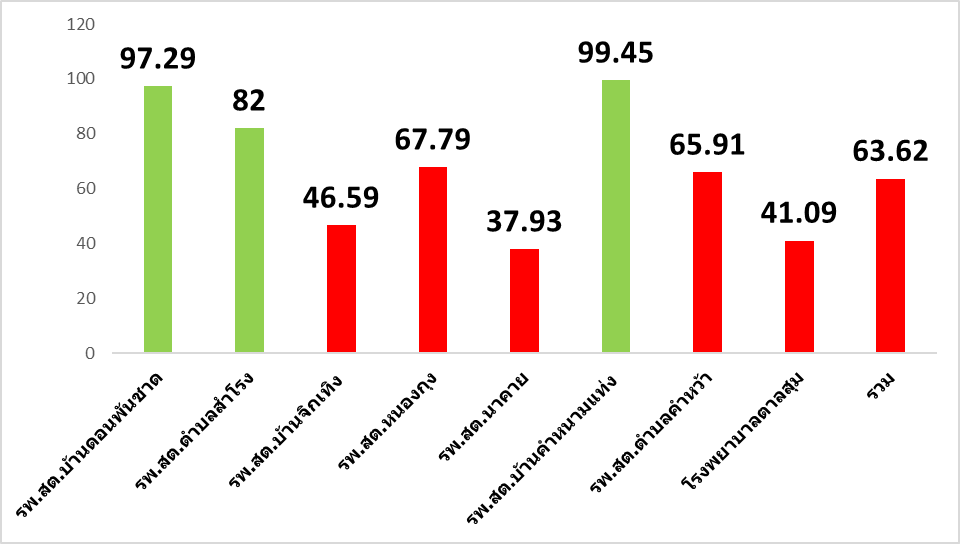 120
100
80
60
40
20
0
97.29
82
46.59
67.79
37.93
99.45
65.91
41.09
63.62
รพ.สต.บ้านดอนพันชาด
รพ.สต.ตำบลสำโรง
รพ.สต.บ้านจิกเทิง
รพ.สต.หนองกุง
รพ.สต.นาคาย
รพ.สต.บ้านคำหนามแท่ง
รพ.สต.ตำบลคำหว้า
โรงพยาบาลตาลสุม
รวม